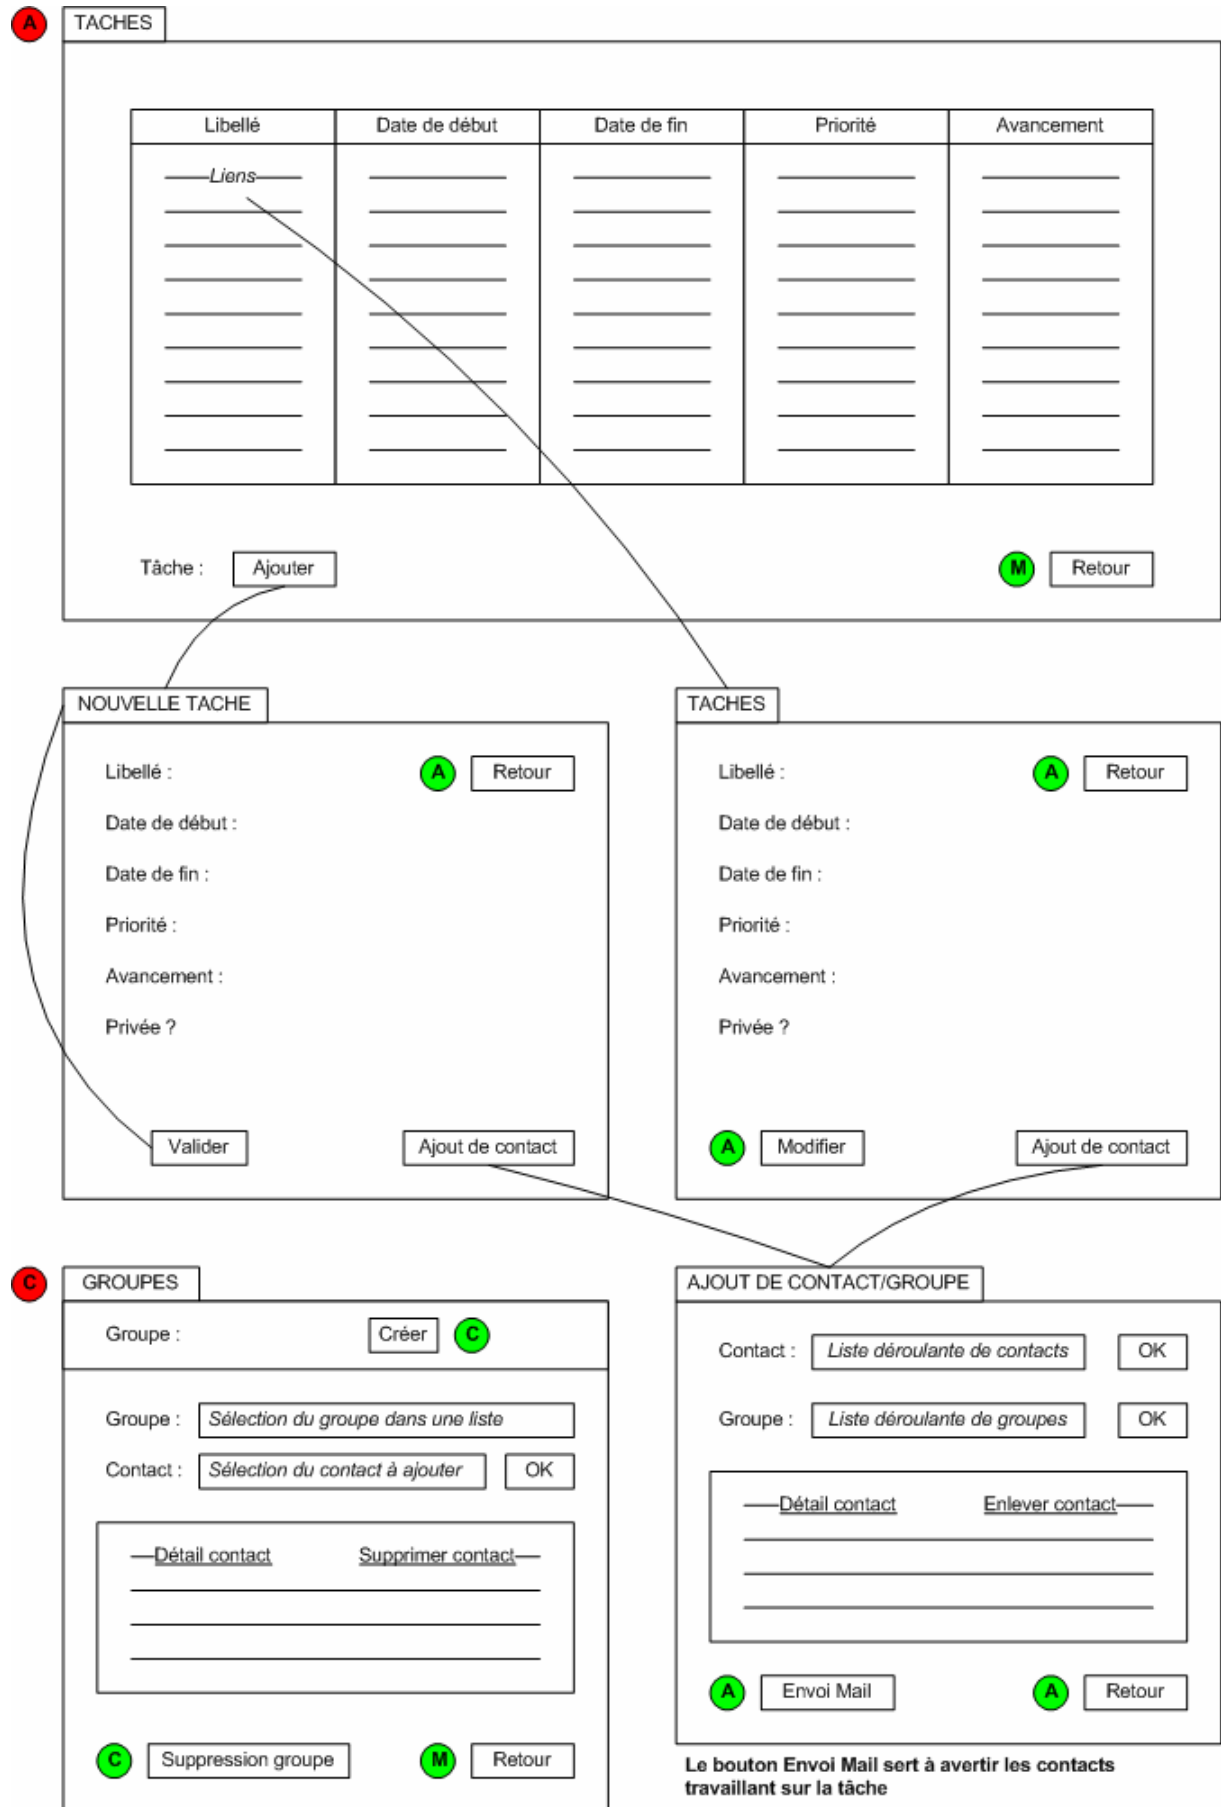 A TACHES
Libellé Date de début Date de fin Priorité Avancement
Liens
Tâche : Ajouter M Retour
NOUVELLE TACHE
Libellé : A Retour
Date de début :
Date de fin :
Priorité :
Avancement :
Privée ?
Valider Ajout de contact
TACHES
Libellé : A Retour
Date de début :
Date de fin :
Priorité :
Avancement :
Privée ?
A Modifier Ajout de contact
C GROUPES
Groupe : Créer C
Groupe : Sélection du groupe dans une liste
Contact : Sélection du contact à ajouter OK
Détail contact Supprimer contact
C Suppression groupe M Retour
AJOUT DE CONTACT/GROUPE
Contact : Liste déroulante de contacts OK
Groupe : Liste déroulante de groupes OK
Détail contact Enlever contact
A Envoi Mail A Retour
Le bouton Envoi Mail sert à avertir les contacts
travaillant sur la tâche